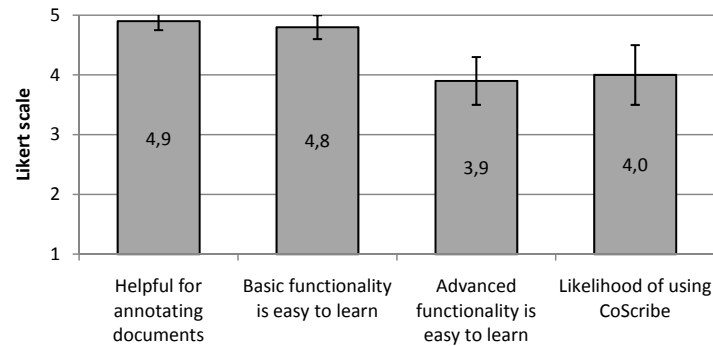 5
4
3
2
1
Likert scale
4,9
4,8
3,9
4,0
Helpful for
annotating
documents
Basic functionality
is easy to learn
Advanced
functionality is
easy to learn
Likelihood of using
CoScribe